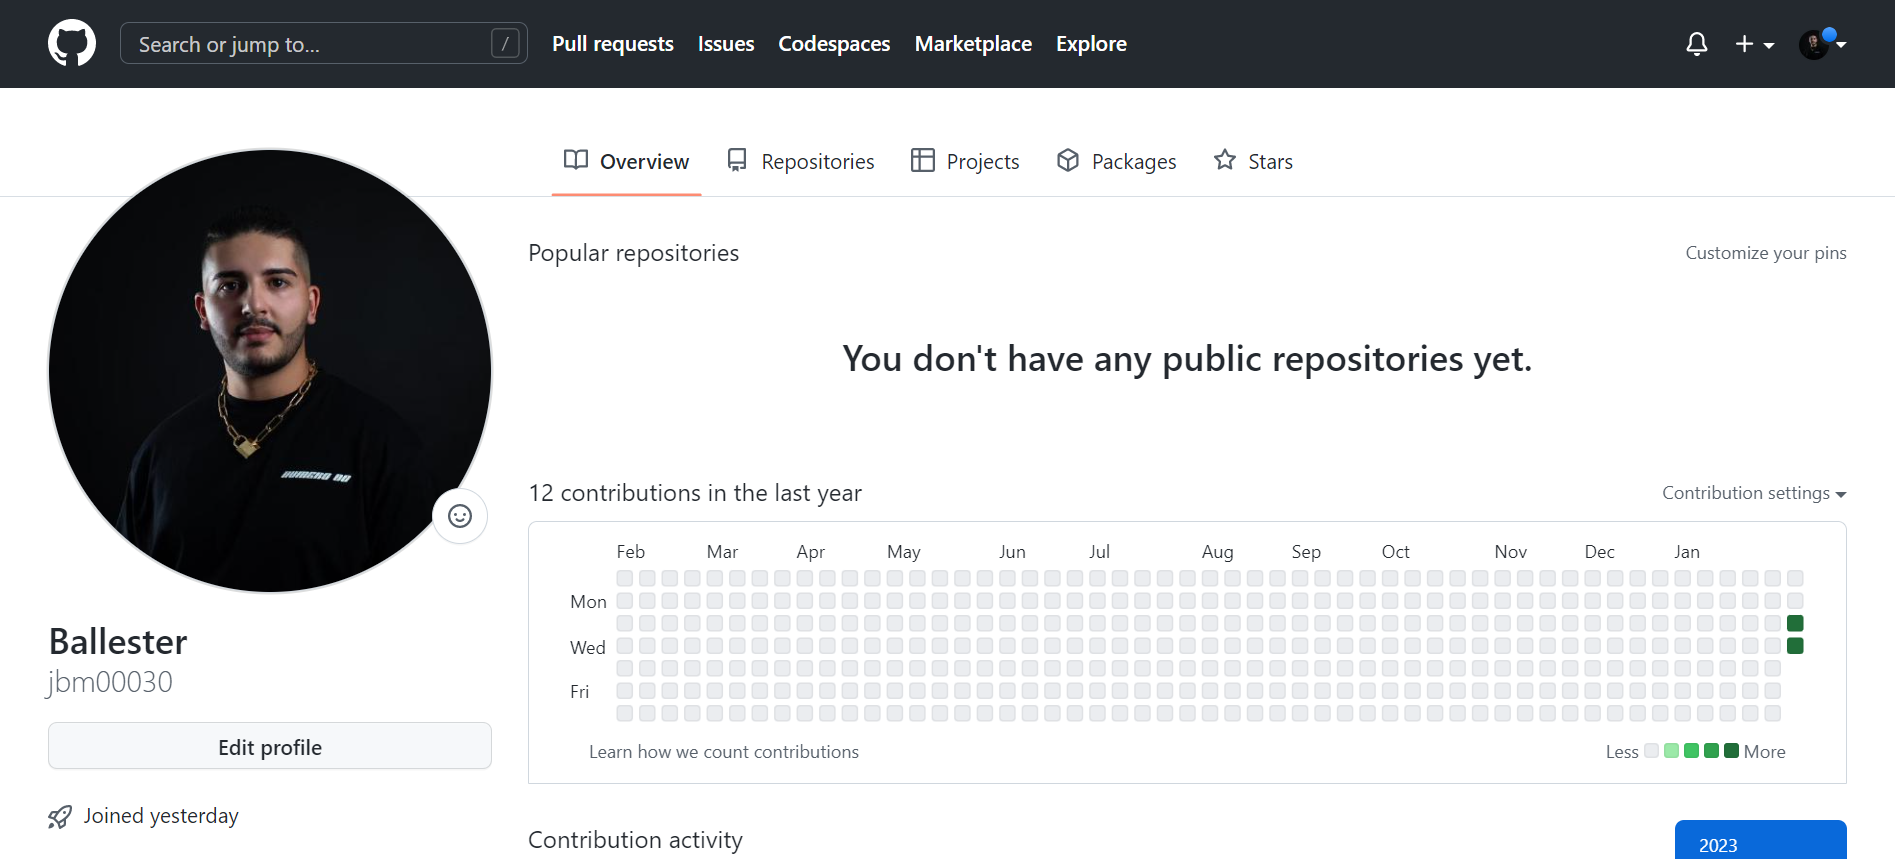 Search or jump to... /
Pull requests Issues Codespaces Marketplace Explore
Overview Repositories Projects Packages Stars
Popular repositories
Customize your pins
You don't have any public repositories yet.
12 contributions in the last year
Contribution settings
Feb Mar Apr May Jun Jul Aug Sep Oct Nov Dec Jan
Mon
Wed
Fri
Learn how we count contributions
Less More
Ballester
jbm00030
Edit profile
Joined yesterday
Contribution activity
2023